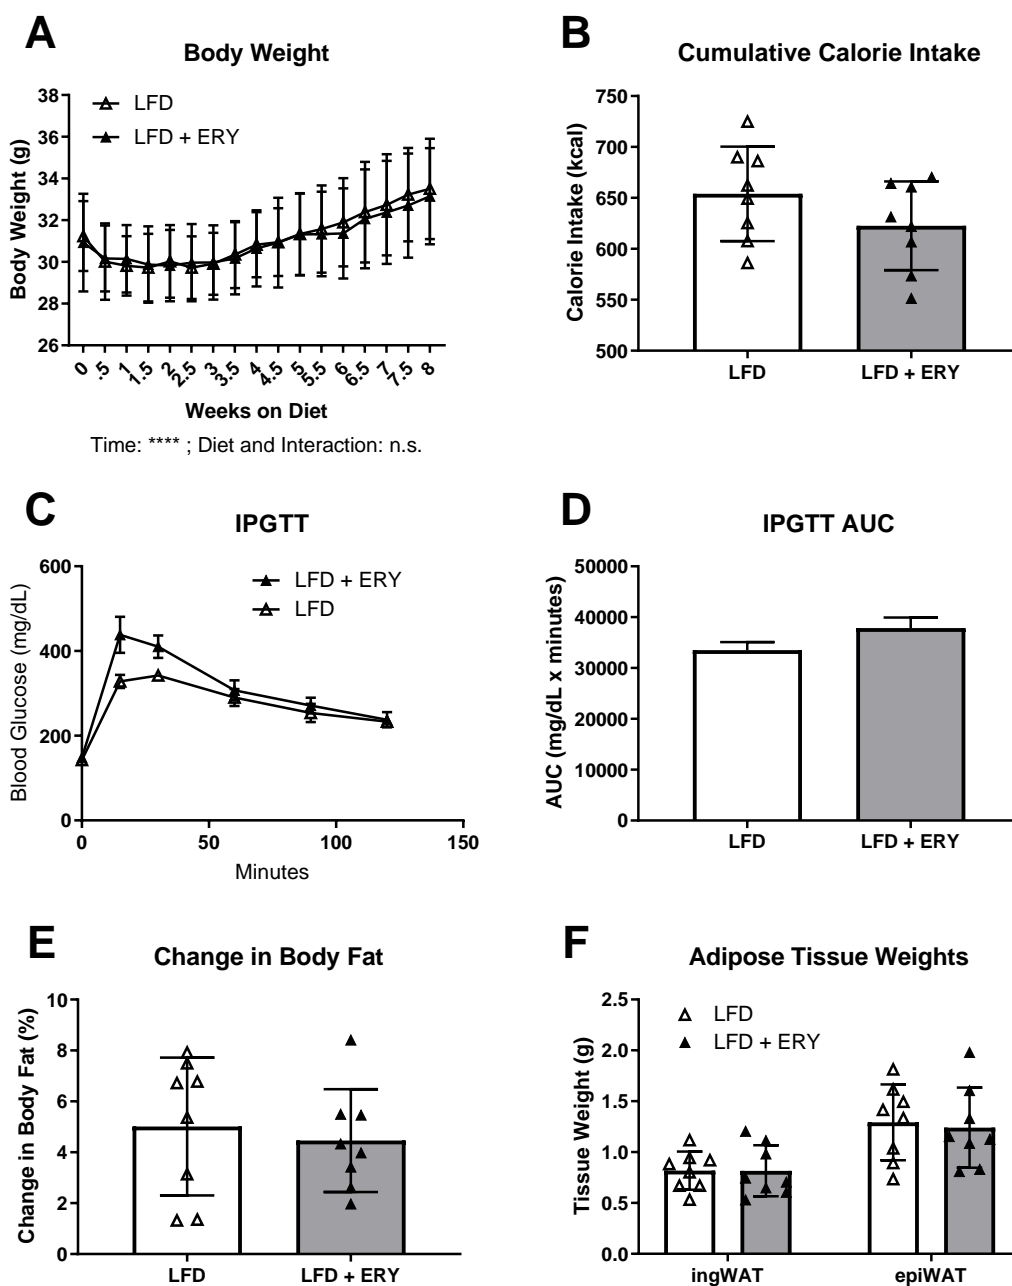 A
Body Weight
LFD
LFD + ERY
Body Weight (g)
38
36
34
32
30
28
26
0 .5 1 1.5 2 2.5 3 3.5 4 4.5 5 5.5 6 6.5 7 7.5 8
Weeks on Diet
Time: **** ; Diet and Interaction: n.s.
B
Cumulative Calorie Intake
Calorie Intake (kcal)
750
700
650
600
550
500
LFD LFD + ERY
C
IPGTT
LFD + ERY
LFD
Blood Glucose (mg/dL)
600
400
200
0
0 50 100 150
Minutes
D
IPGTT AUC
AUC (mg/dL x minutes)
50000
40000
30000
20000
10000
0
LFD LFD + ERY
E
Change in Body Fat
Change in Body Fat (%)
10
8
6
4
2
0
LFD LFD + ERY
F
Adipose Tissue Weights
LFD
LFD + ERY
Tissue Weight (g)
2.5
2.0
1.5
1.0
0.5
0.0
ingWAT epiWAT